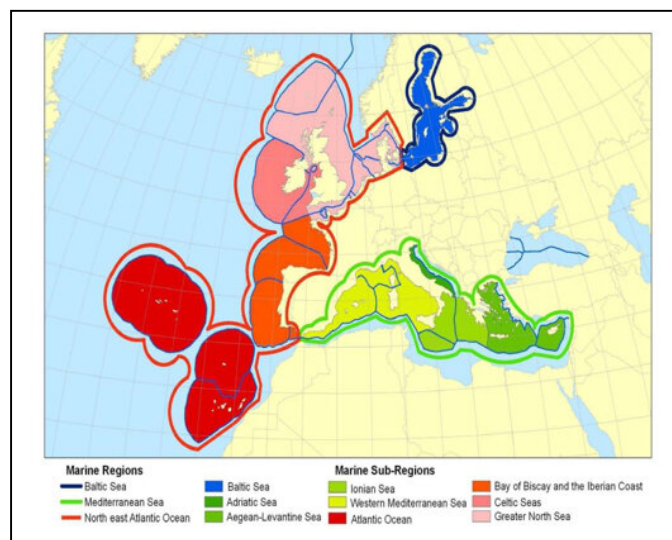 Marine Regions
Baltic Sea
Mediterranean Sea
North east Atlantic Ocean
Marine Sub-Regions
Baltic Sea
Adriatic Sea
Aegean-Levantine Sea
Ionian Sea
Western Mediterranean Sea
Atlantic Ocean
Bay of Biscay and the Iberian Coast
Celtic Seas
Greater North Sea